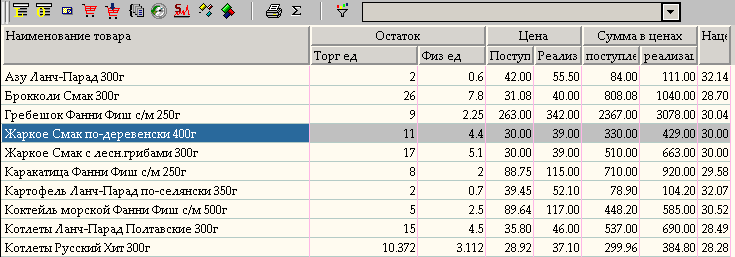 Наименование товара Остаток Цена Сумма в ценах Наце
Торг ед Физ ед Поступ Реализ поступле реализац
Азу Ланч-Парад 300г 2 0.6 42.00 55.50 84.00 111.00 32.14
Брокколи Смак 300г 26 7.8 31.08 40.00 808.08 1040.00 28.70
Гребешок Фанни Фиш с/м 250г 9 2.25 263.00 342.00 2367.00 3078.00 30.04
Жаркое Смак по-деревенски 400г 11 4.4 30.00 39.00 330.00 429.00 30.00
Жаркое Смак с лесн.грибами 300г 17 5.1 30.00 39.00 510.00 663.00 30.00
Каракатица Фанни Фиш с/м 250г 8 2 88.75 115.00 710.00 920.00 29.58
Картофель Ланч-Парад по-селянски 350г 2 0.7 39.45 52.10 78.90 104.20 32.07
Коктейль морской Фанни Фиш с/м 500г 5 2.5 89.64 117.00 448.20 585.00 30.52
Котлеты Ланч-Парад Полтавские 300г 15 4.5 35.80 46.00 537.00 690.00 28.49
Котлеты Русский Хит 300г 10.372 3.112 28.92 37.10 299.96 384.80 28.28